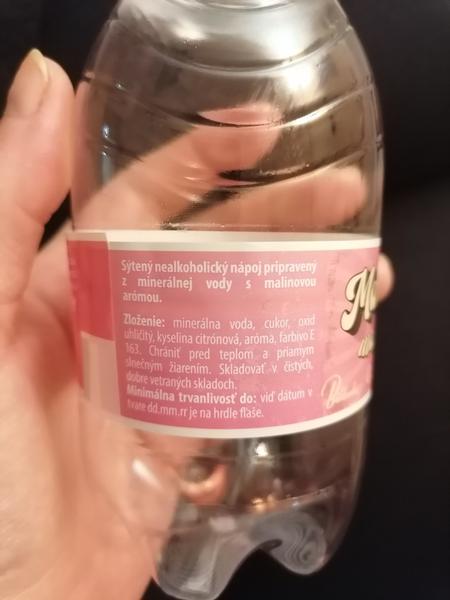 Sýtený nealkoholický nápoj pripravený
z minerálnej vody s malinovou
arómou.
Zloženie: minerálna voda, cukor, oxid
uhličitý, kyselina citrónová, aróma, farbivo E
163. Chrániť pred teplom a priamym
slnečným žiarením. Skladovať v čistých,
dobre vetraných skladoch.
Minimálna trvanlivosť do: viď dátum v
tvare dd.mm.rr je na hrdle fľaše.